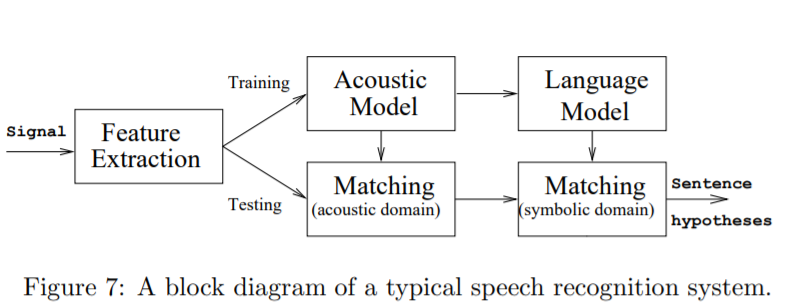 Training
Acoustic
Model
Language
Model
Signal
Feature
Extraction
Testing
Matching
(acoustic domain)
Matching
(symbolic domain)
Sentence
hypotheses
Figure 7: A block diagram of a typical speech recognition system.